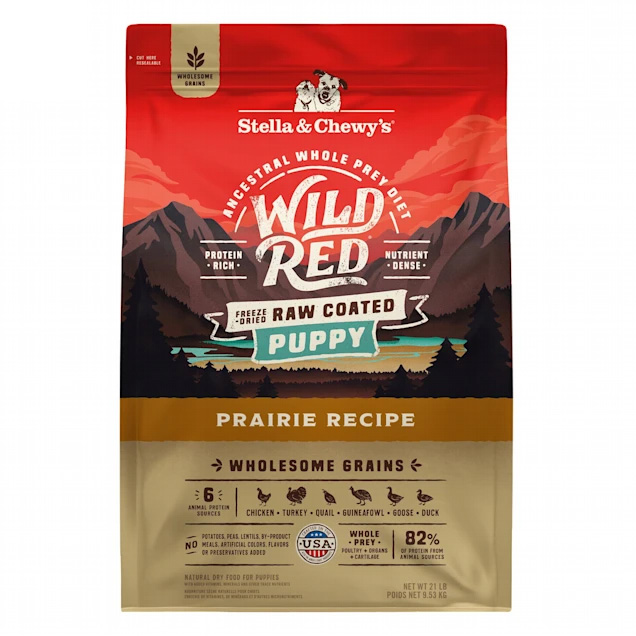 CUT HERE
RESEALABLE
WHOLESOME
GRAINS
Stella & Chewy's®
ANCESTRAL WHOLE PREY DIET
WILD
RED®
PROTEIN
• RICH •
NUTRIENT
• DENSE •
FREEZE
-DRIED
RAW COATED
PUPPY
PRAIRIE RECIPE
WHOLESOME GRAINS
6
ANIMAL PROTEIN
SOURCES
CHICKEN • TURKEY • QUAIL • GUINEAFOWL • GOOSE • DUCK
NO
POTATOES, PEAS, LENTILS, BY-PRODUCT
MEALS, ARTIFICIAL COLORS, FLAVORS
OR PRESERVATIVES ADDED
USA
WHOLE
PREY
POULTRY + ORGANS
+ CARTILAGE
82%
OF PROTEIN FROM
ANIMAL SOURCES
NATURAL DRY FOOD FOR PUPPIES
NET WT 21 LB
POIDS NET 9.53 KG